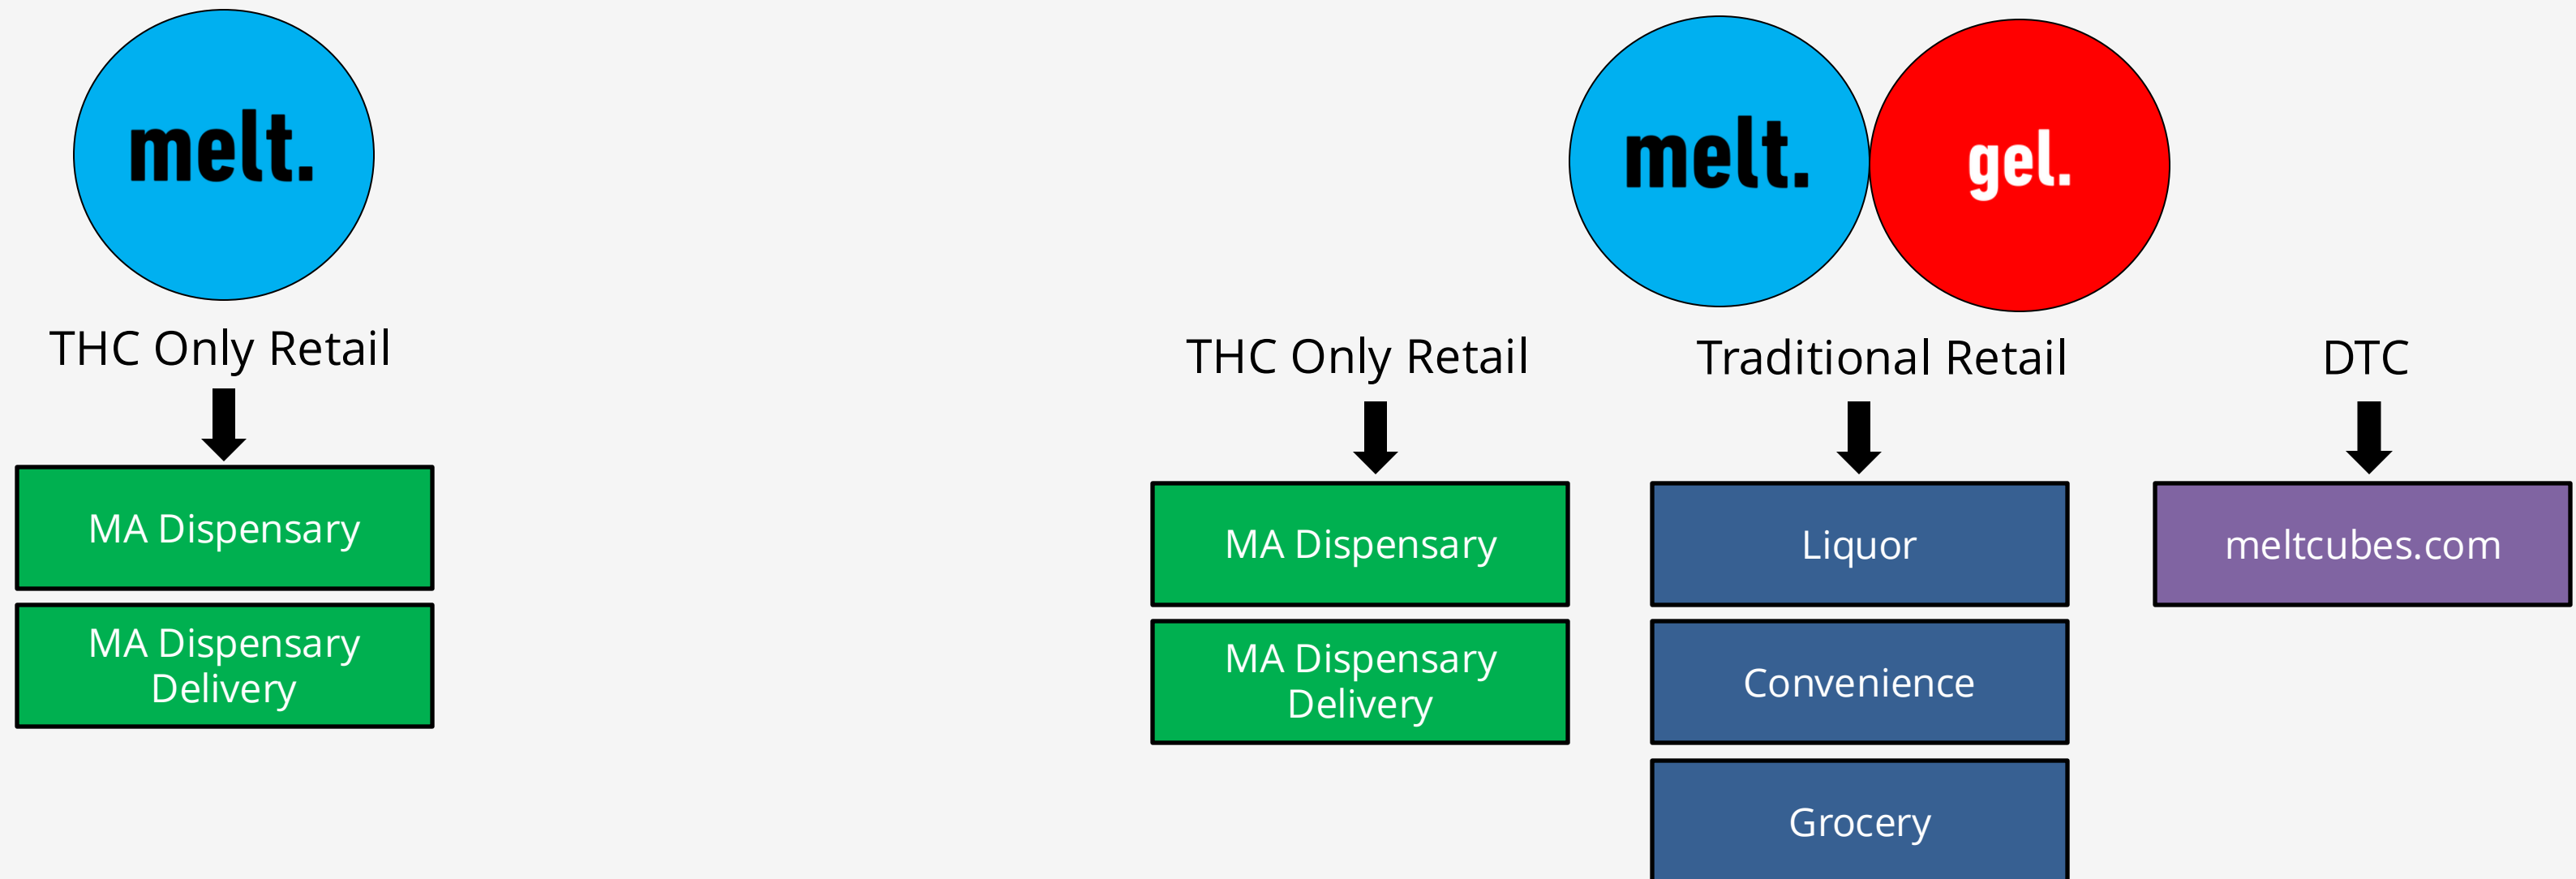 melt.
THC Only Retail
MA Dispensary
MA Dispensary
Delivery
melt.
gel.
THC Only Retail
MA Dispensary
MA Dispensary
Delivery
Traditional Retail
Liquor
Convenience
Grocery
DTC
meltcubes.com